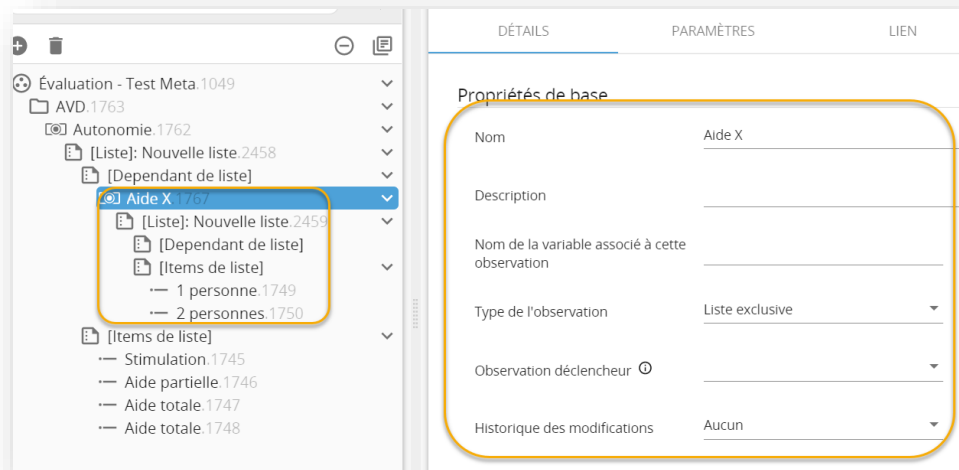 Évaluation - Test Meta.1049
AVD.1763
Autonomie.1762
[Liste]: Nouvelle liste.2458
[Dependant de liste]
Aide X.1767
[Liste]: Nouvelle liste.2459
[Dependant de liste]
[Items de liste]
1 personne.1749
2 personnes.1750
[Items de liste]
Stimulation.1745
Aide partielle.1746
Aide totale.1747
Aide totale.1748
DÉTAILS PARAMÈTRES LIEN
Propriétés de base
Nom Aide X
Description
Nom de la variable associé à cette
observation
Type de l'observation Liste exclusive
Observation déclencheur
Historique des modifications Aucun